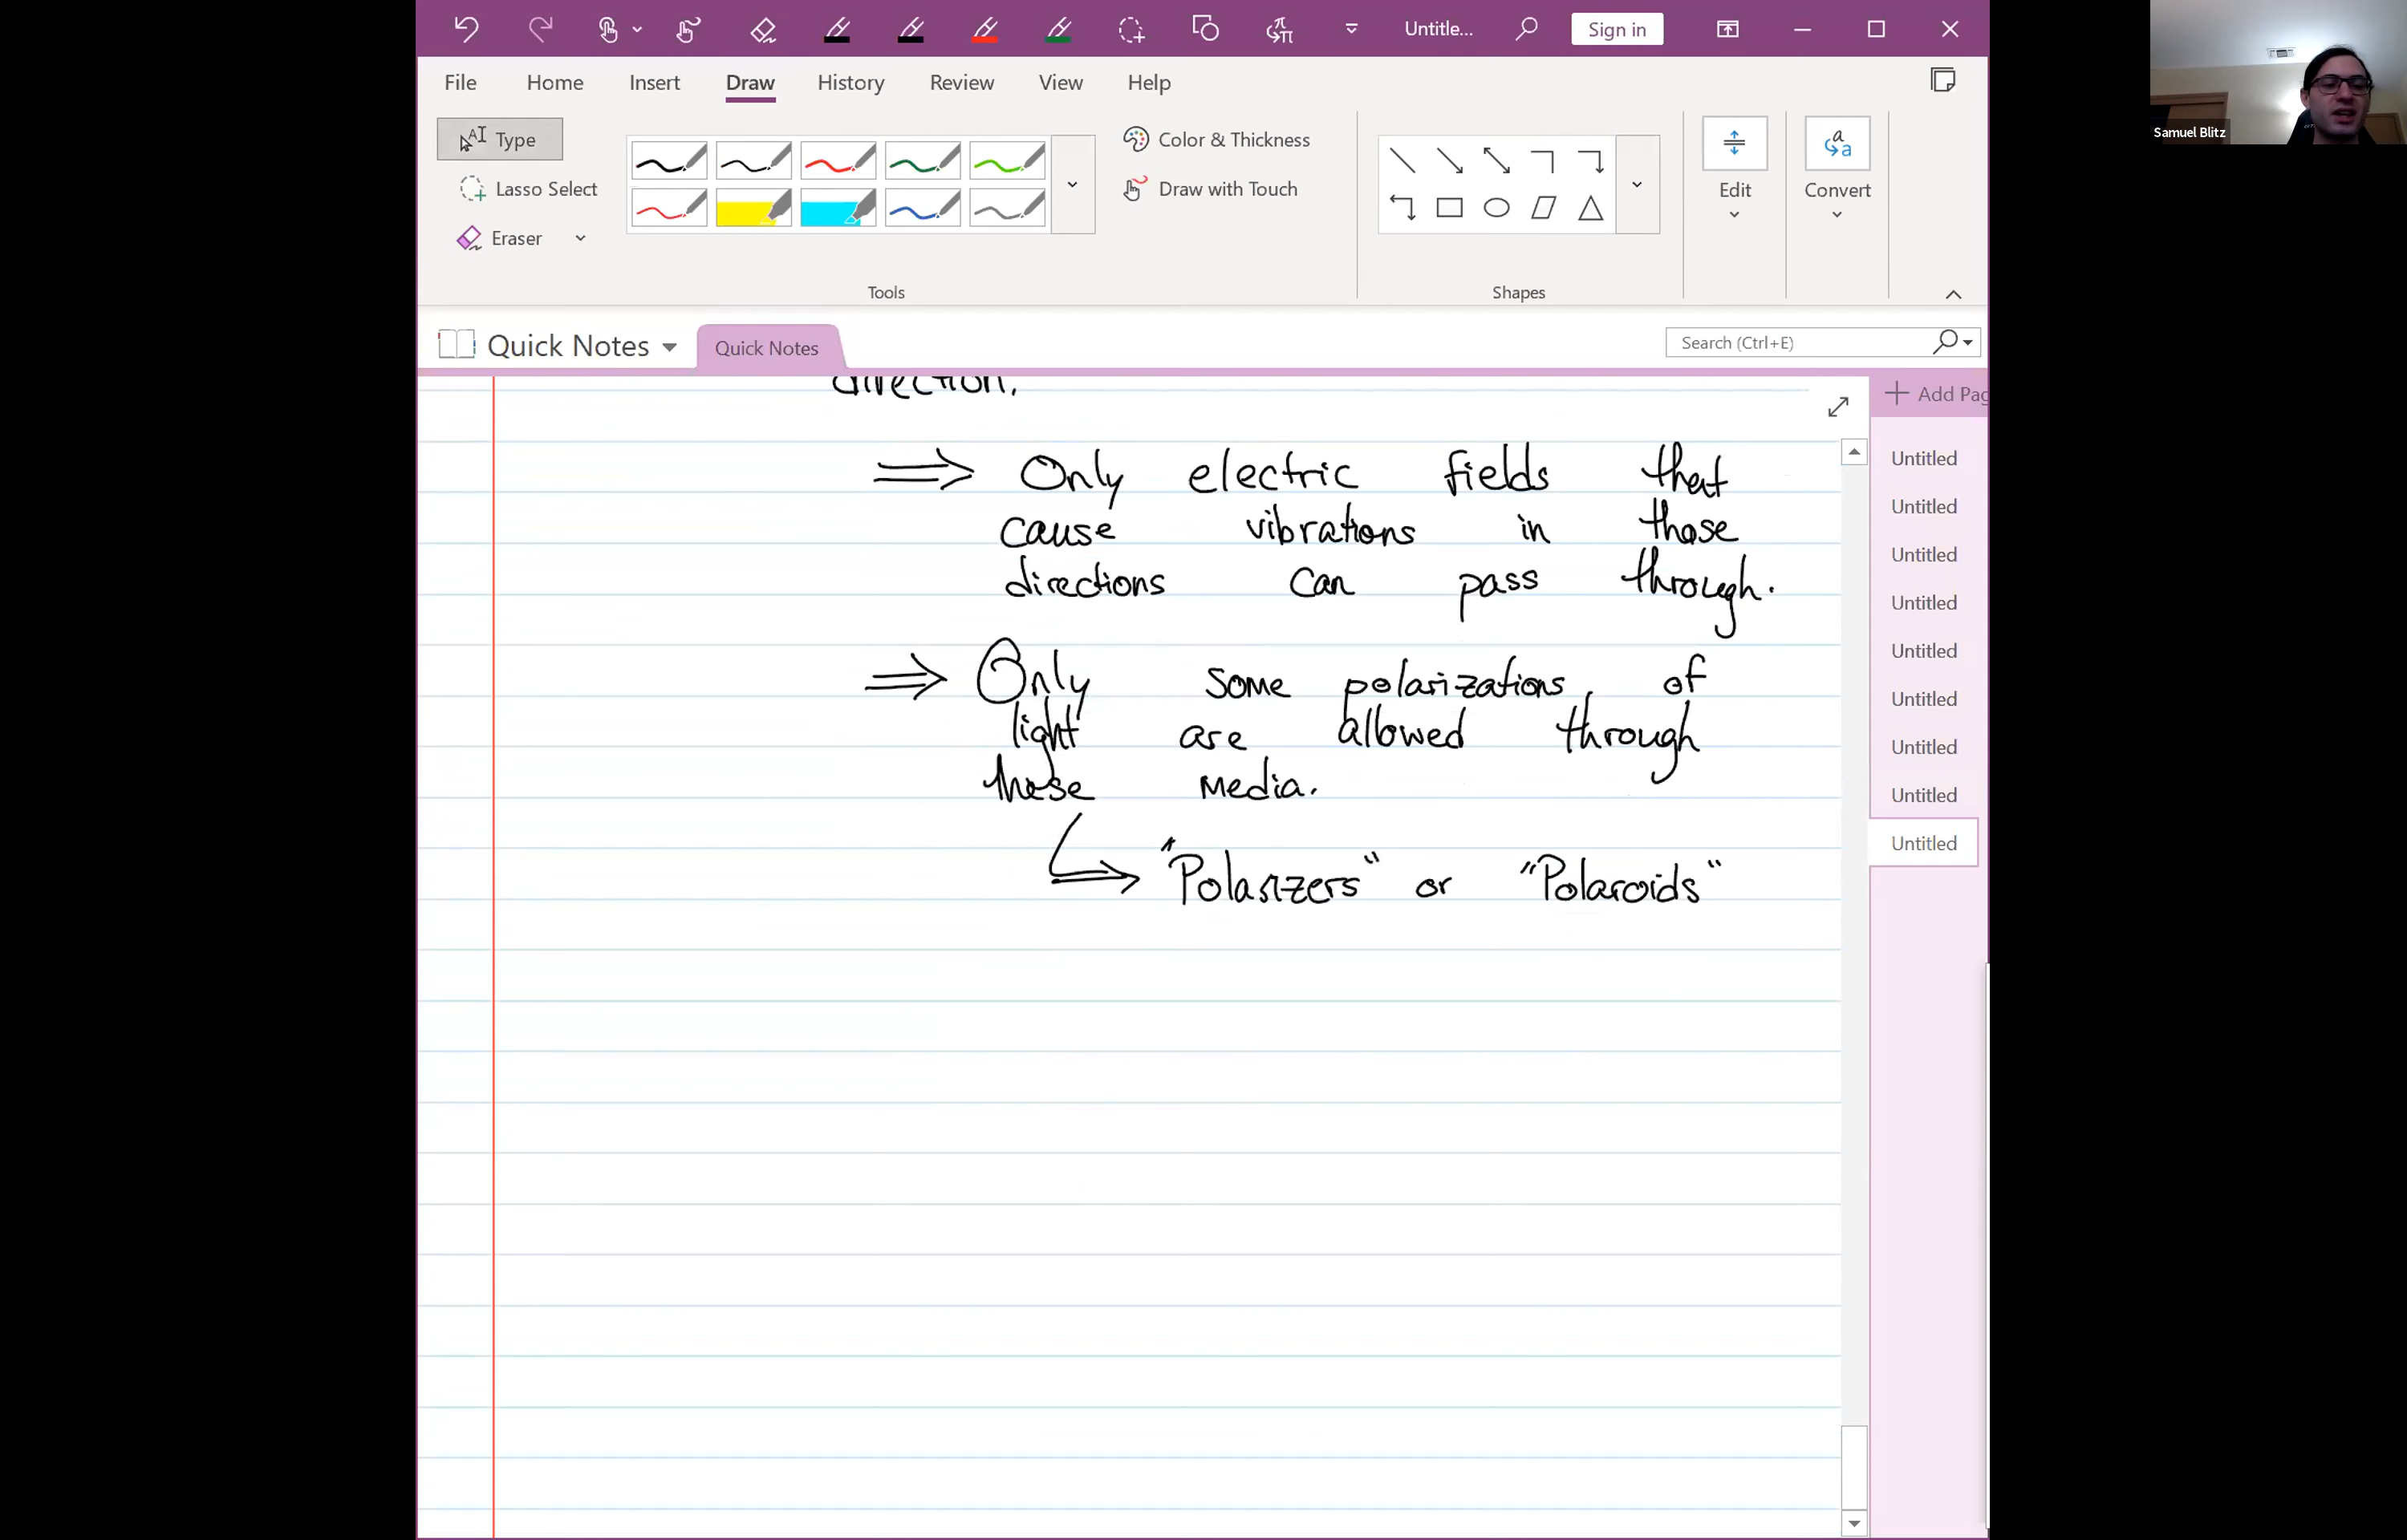 Untitle...
Sign in
File Home Insert Draw History Review View Help
Type
Lasso Select
Eraser
Color & Thickness
Draw with Touch
Edit
Convert
Tools
Shapes
Quick Notes
Quick Notes
Search (Ctrl+E)
Add Pag
direction.
⇒ Only electric fields that
cause vibrations in those
directions can pass through.
⇒ Only some polarizations of
light are allowed through
these media.
↳ "Polarizers" or "Polaroids"
Untitled
Untitled
Untitled
Untitled
Untitled
Untitled
Untitled
Untitled
Untitled
Samuel Blitz